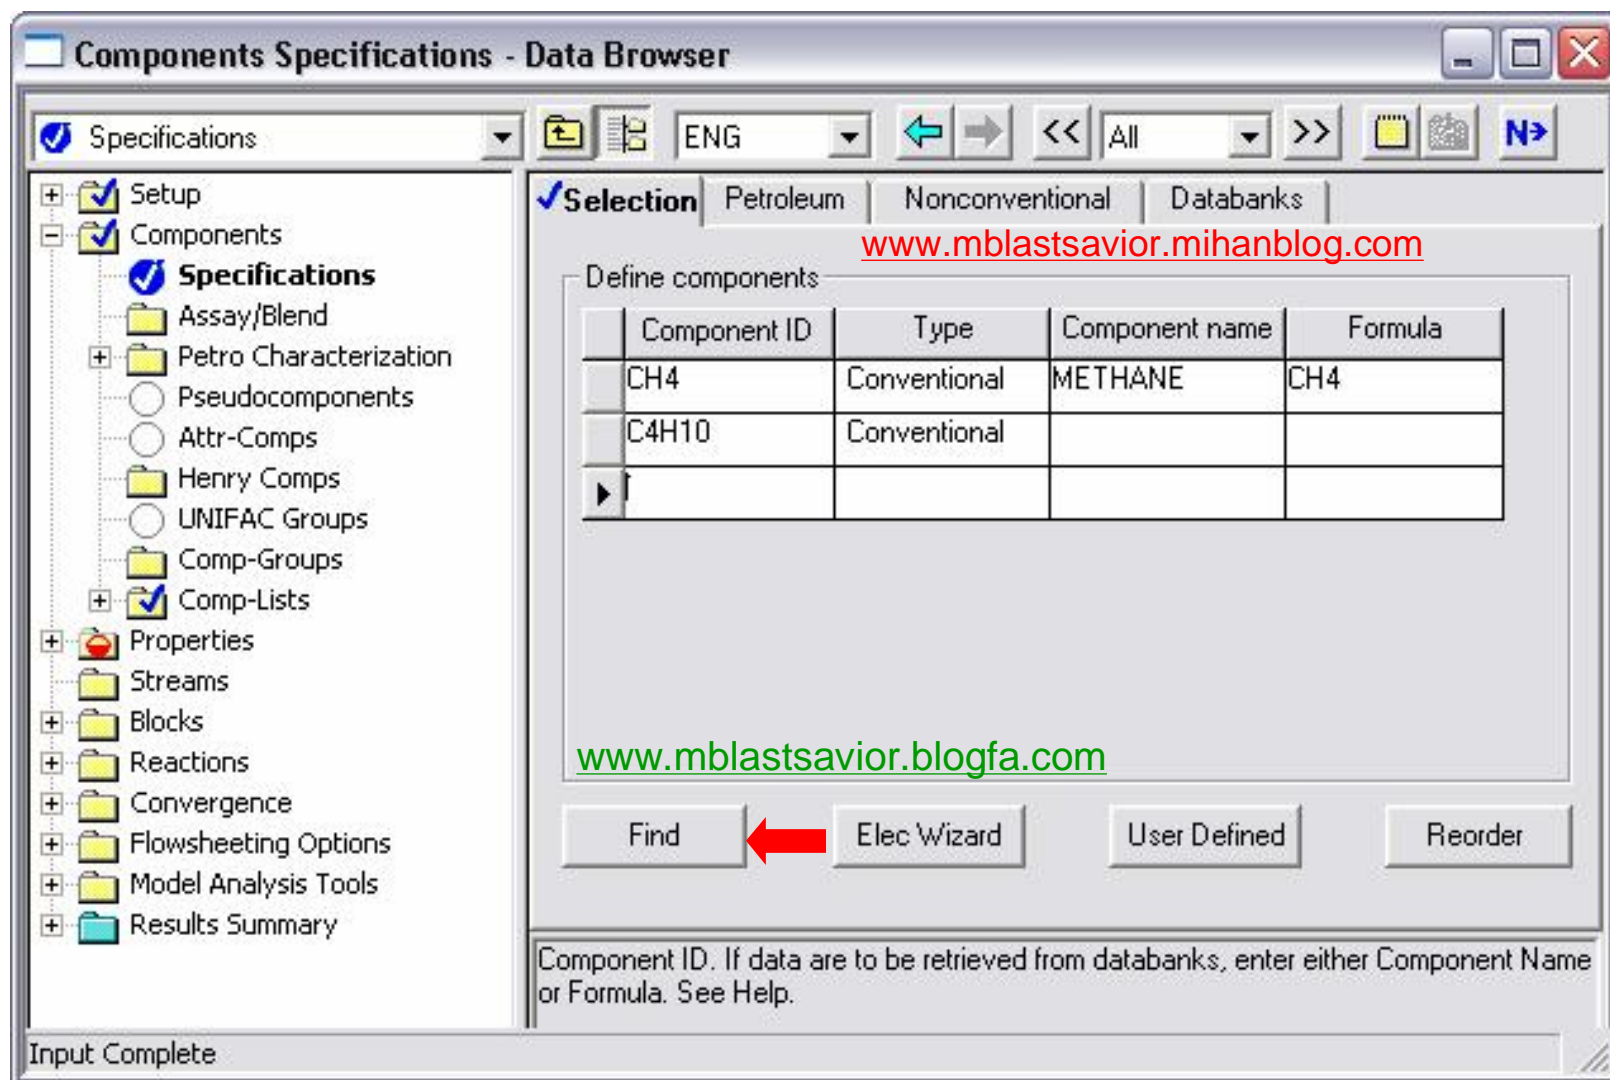 Components Specifications - Data Browser
Specifications
ENG
<<
All
>>
N
Setup
Components
Specifications
Assay/Blend
Petro Characterization
Pseudocomponents
Attr-Comps
Henry Comps
UNIFAC Groups
Comp-Groups
Comp-Lists
Properties
Streams
Blocks
Reactions
Convergence
Flowsheeting Options
Model Analysis Tools
Results Summary
Selection Petroleum Nonconventional Databanks
www.mblastsavior.mihanblog.com
Define components
Component ID Type Component name Formula
CH4 Conventional METHANE CH4
C4H10 Conventional
www.mblastsavior.blogfa.com
Find Elec Wizard User Defined Reorder
Component ID. If data are to be retrieved from databanks, enter either Component Name
or Formula. See Help.
Input Complete